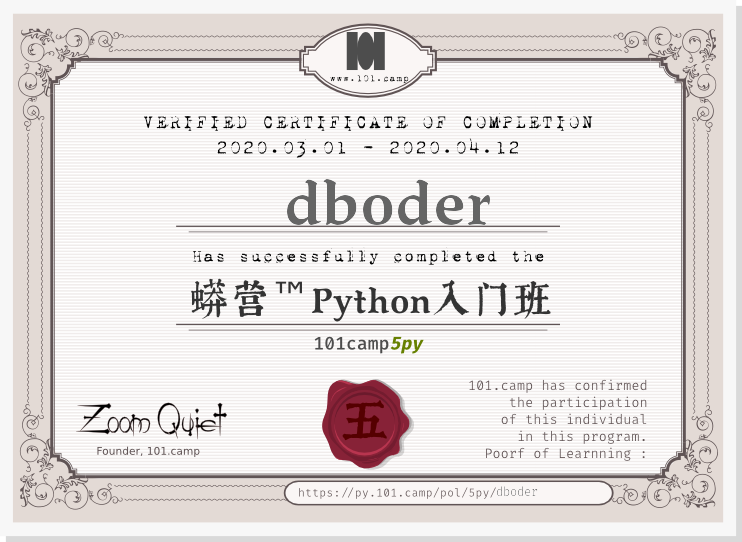 www.101.camp
VERIFIED CERTIFICATE OF COMPLETION
2020.03.01 - 2020.04.12
dboder
Has successfully completed the
蟒营™Python入门班
101camp5py
101.camp has confirmed
the participation
of this individual
in this program.
Poorf of Learnning :
Zoom Quiet
Founder, 101.camp
五
https://py.101.camp/pol/5py/dboder